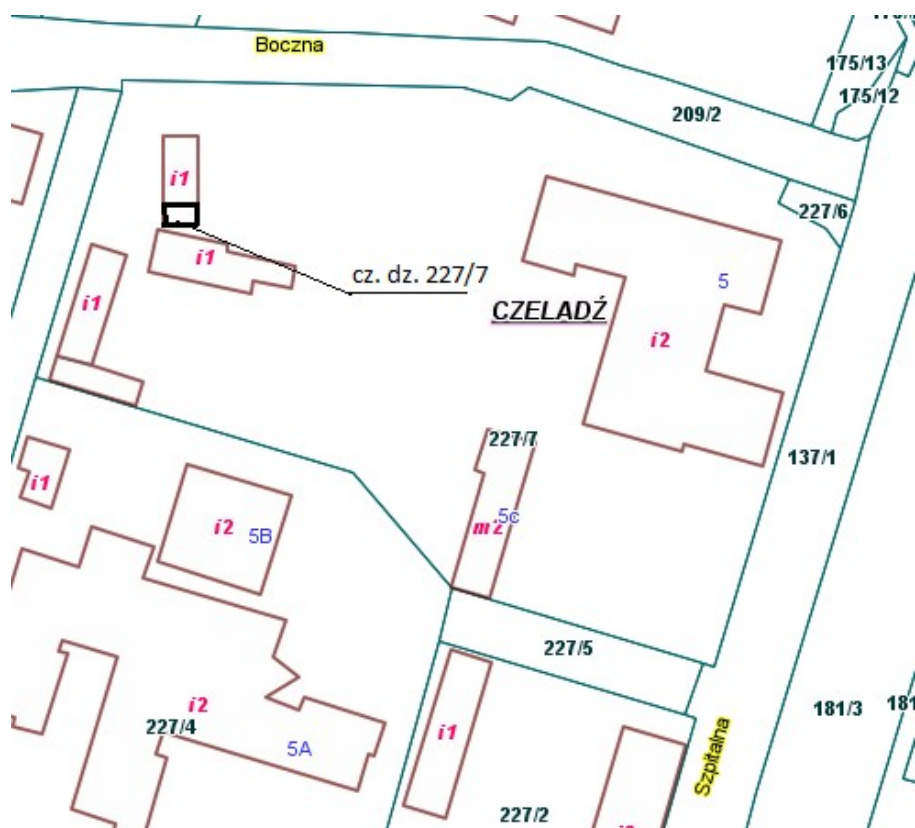 Boczna
175/13
175/12
209/2
i1
227/6
i1
cz. dz. 227/7
5
CZELADŹ
i1
i2
227/7
137/1
i1
i2
5B
5c
m2
227/5
i2
227/4
5A
i1
181/3
Szpitalna
227/2